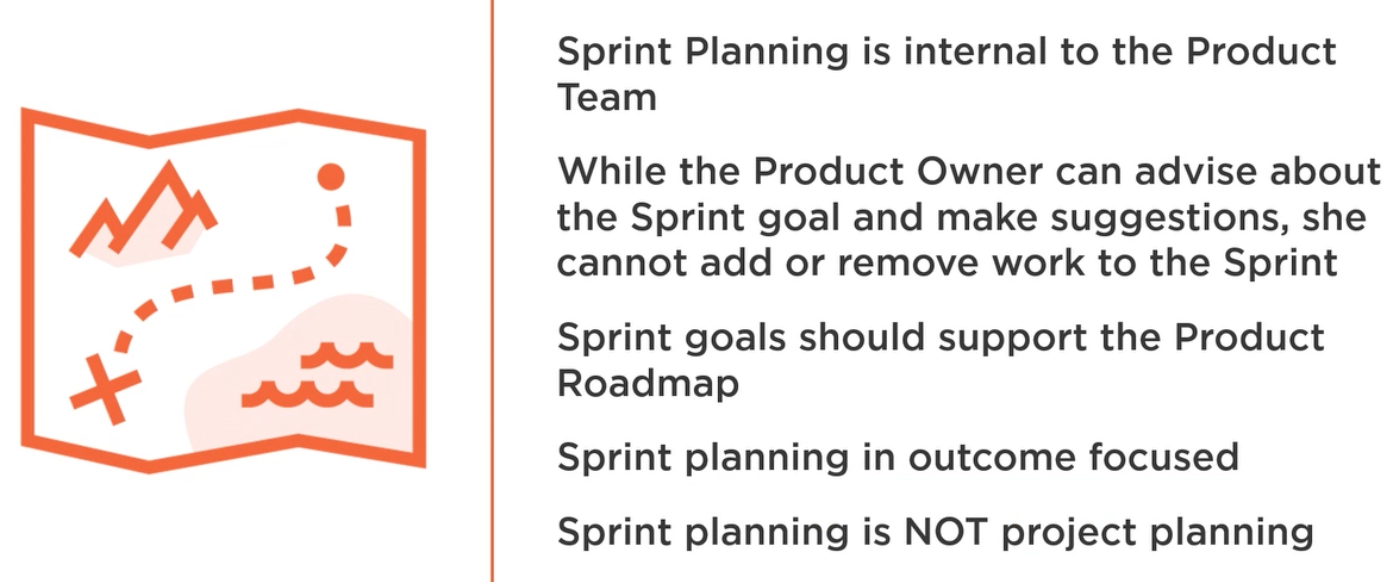 Sprint Planning is internal to the Product
Team
While the Product Owner can advise about
the Sprint goal and make suggestions, she
cannot add or remove work to the Sprint
Sprint goals should support the Product
Roadmap
Sprint planning in outcome focused
Sprint planning is NOT project planning